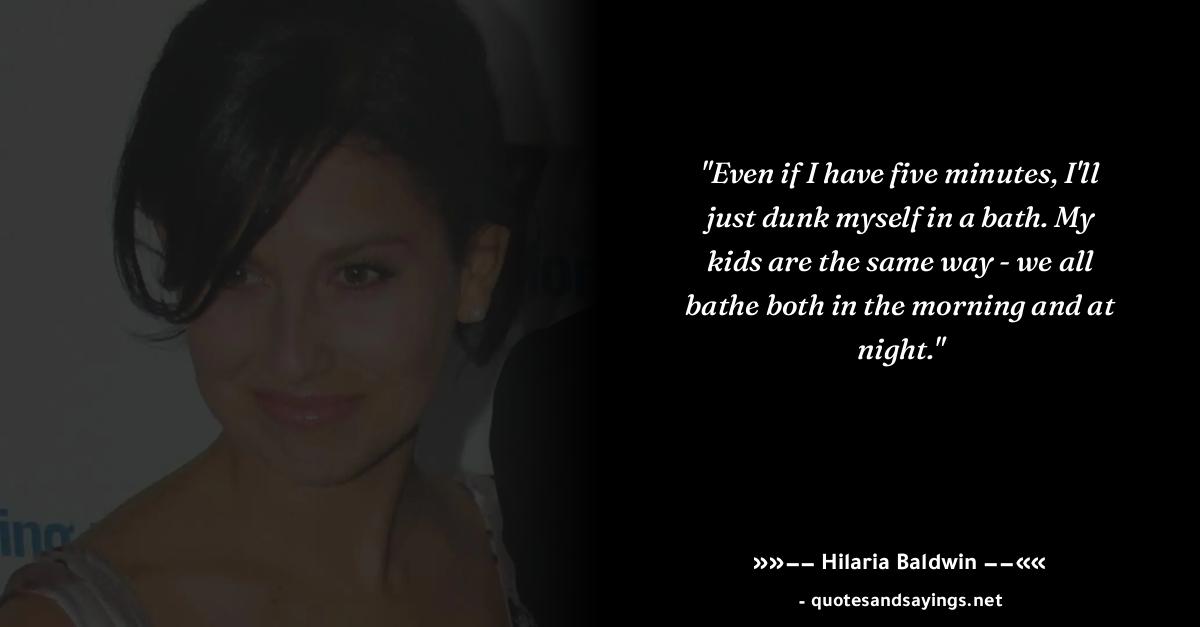 "Even if I have five minutes, I'll
just dunk myself in a bath. My
kids are the same way - we all
bathe both in the morning and at
night."
»»−− Hilaria Baldwin −−««
- quotesandsayings.net
ing